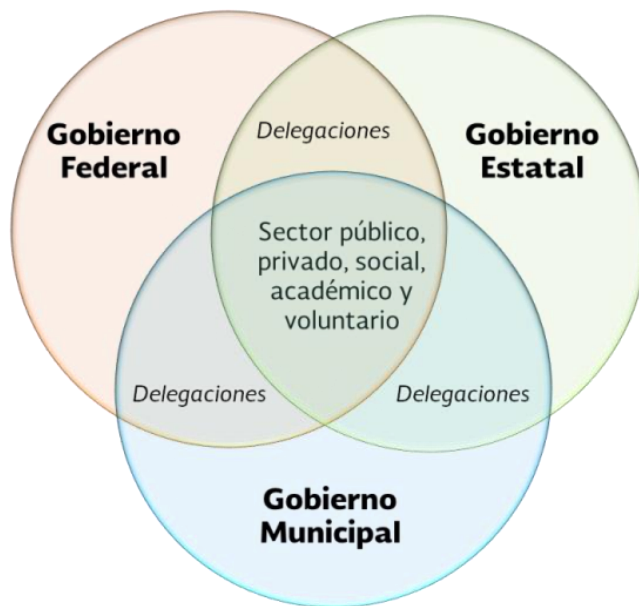 Delegaciones
Gobierno
Federal
Gobierno
Estatal
Sector público,
privado, social,
académico y
voluntario
Delegaciones
Delegaciones
Gobierno
Municipal